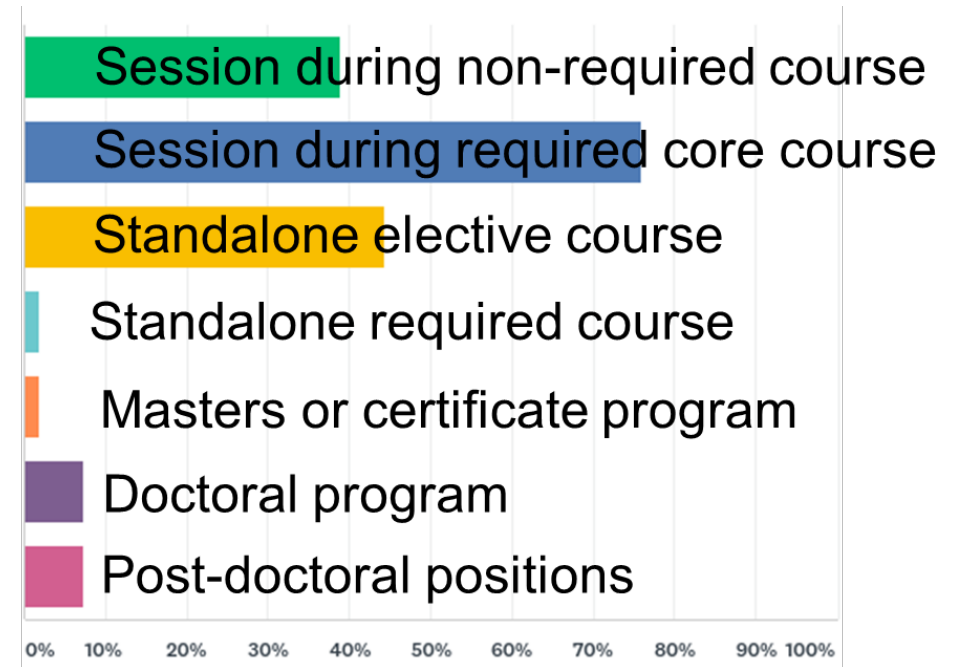 Session during non-required course
Session during required core course
Standalone elective course
Standalone required course
Masters or certificate program
Doctoral program
Post-doctoral positions
0% 10% 20% 30% 40% 50% 60% 70% 80% 90% 100%